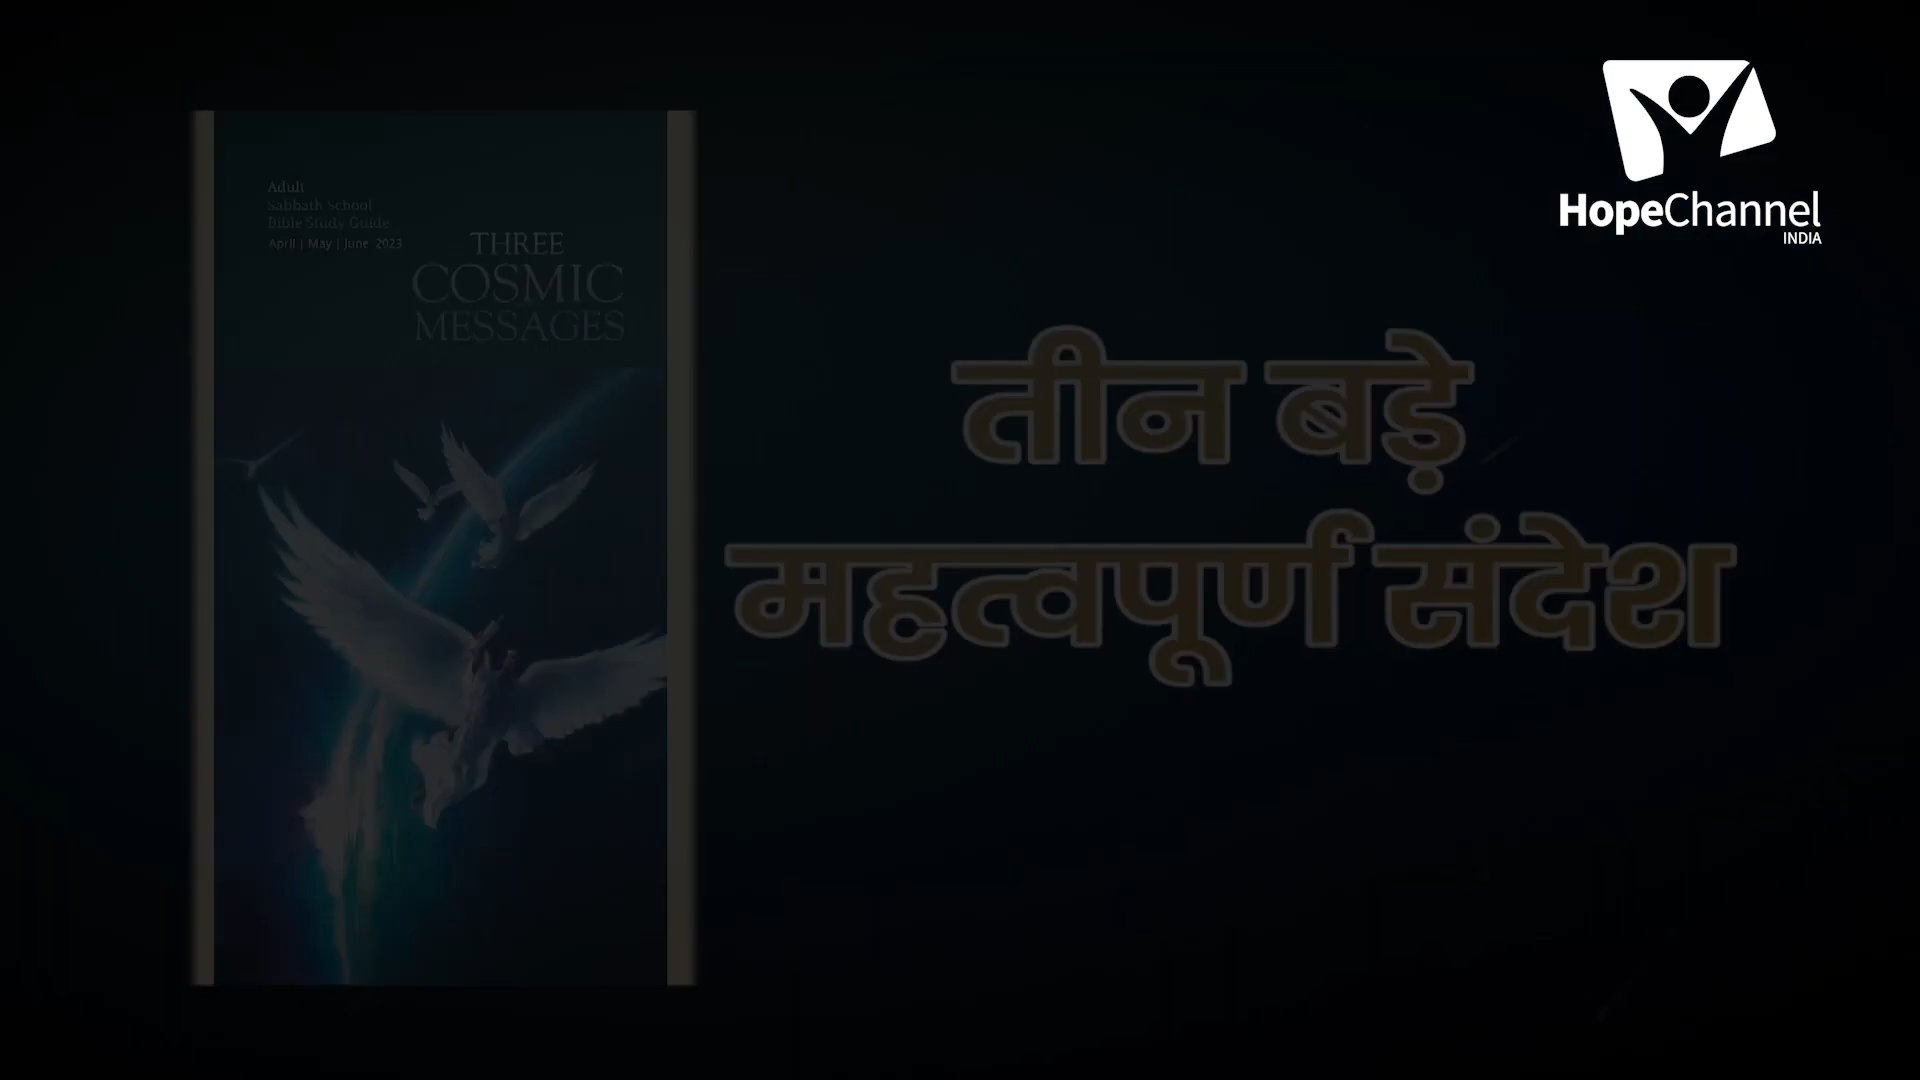 Adult
Sabbath School
Bible Study Guide
April | May | June 2023
THREE
COSMIC
MESSAGES
HopeChannel
INDIA
तीन बड़े
महत्वपूर्ण संदेश